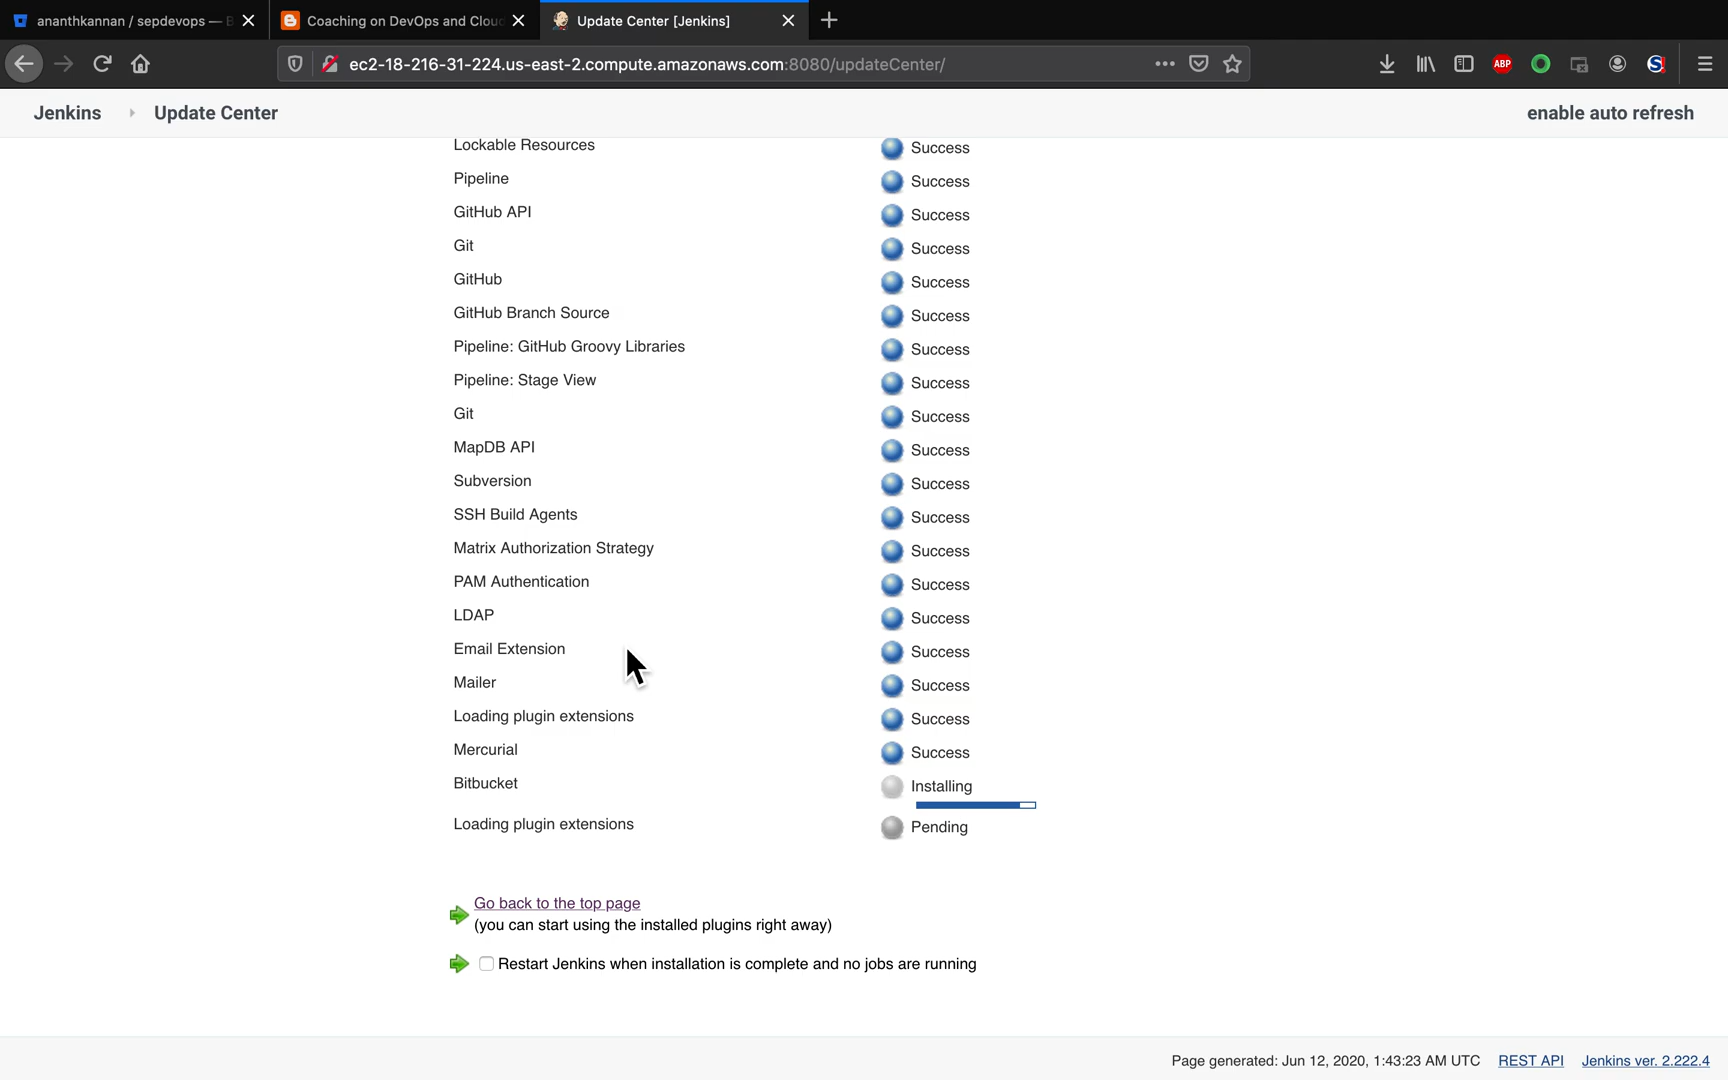 ananthkannan / sepdevops — B
Coaching on DevOps and Cloud
Update Center [Jenkins]
ec2-18-216-31-224.us-east-2.compute.amazonaws.com:8080/updateCenter/
ABP
S
Jenkins
Update Center
enable auto refresh
Lockable Resources Success
Pipeline Success
GitHub API Success
Git Success
GitHub Success
GitHub Branch Source Success
Pipeline: GitHub Groovy Libraries Success
Pipeline: Stage View Success
Git Success
MapDB API Success
Subversion Success
SSH Build Agents Success
Matrix Authorization Strategy Success
PAM Authentication Success
LDAP Success
Email Extension Success
Mailer Success
Loading plugin extensions Success
Mercurial Success
Bitbucket Installing
Loading plugin extensions Pending
Go back to the top page
(you can start using the installed plugins right away)
Restart Jenkins when installation is complete and no jobs are running
Page generated: Jun 12, 2020, 1:43:23 AM UTC REST API Jenkins ver. 2.222.4